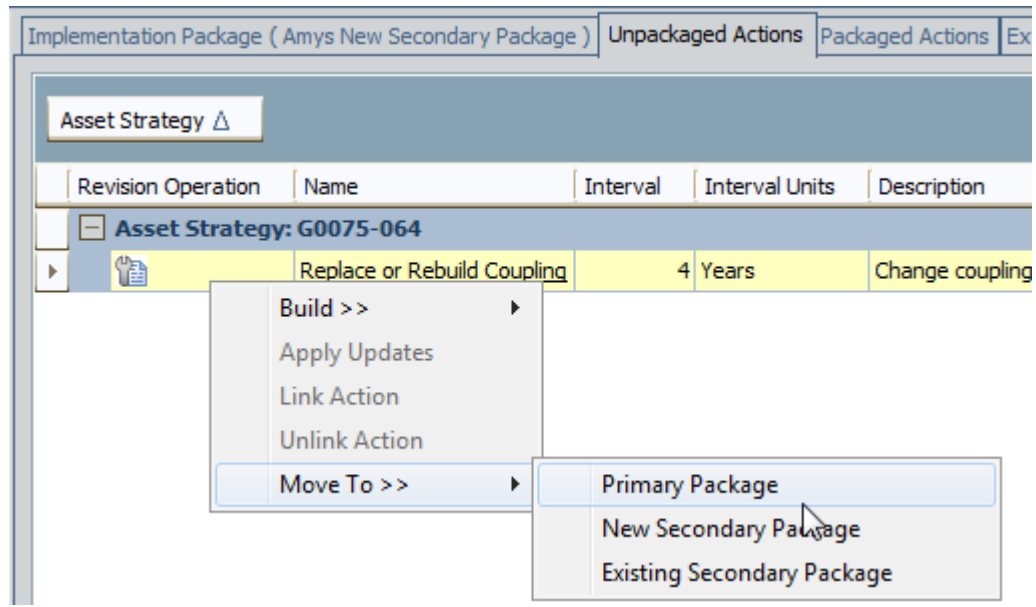 Implementation Package ( Amys New Secondary Package ) Unpackaged Actions Packaged Actions Ex
Asset Strategy Δ
Revision Operation Name Interval Interval Units Description
Asset Strategy: G0075-064
Replace or Rebuild Coupling 4 Years Change coupling
Build >>
Apply Updates
Link Action
Unlink Action
Move To >> Primary Package
New Secondary Package
Existing Secondary Package